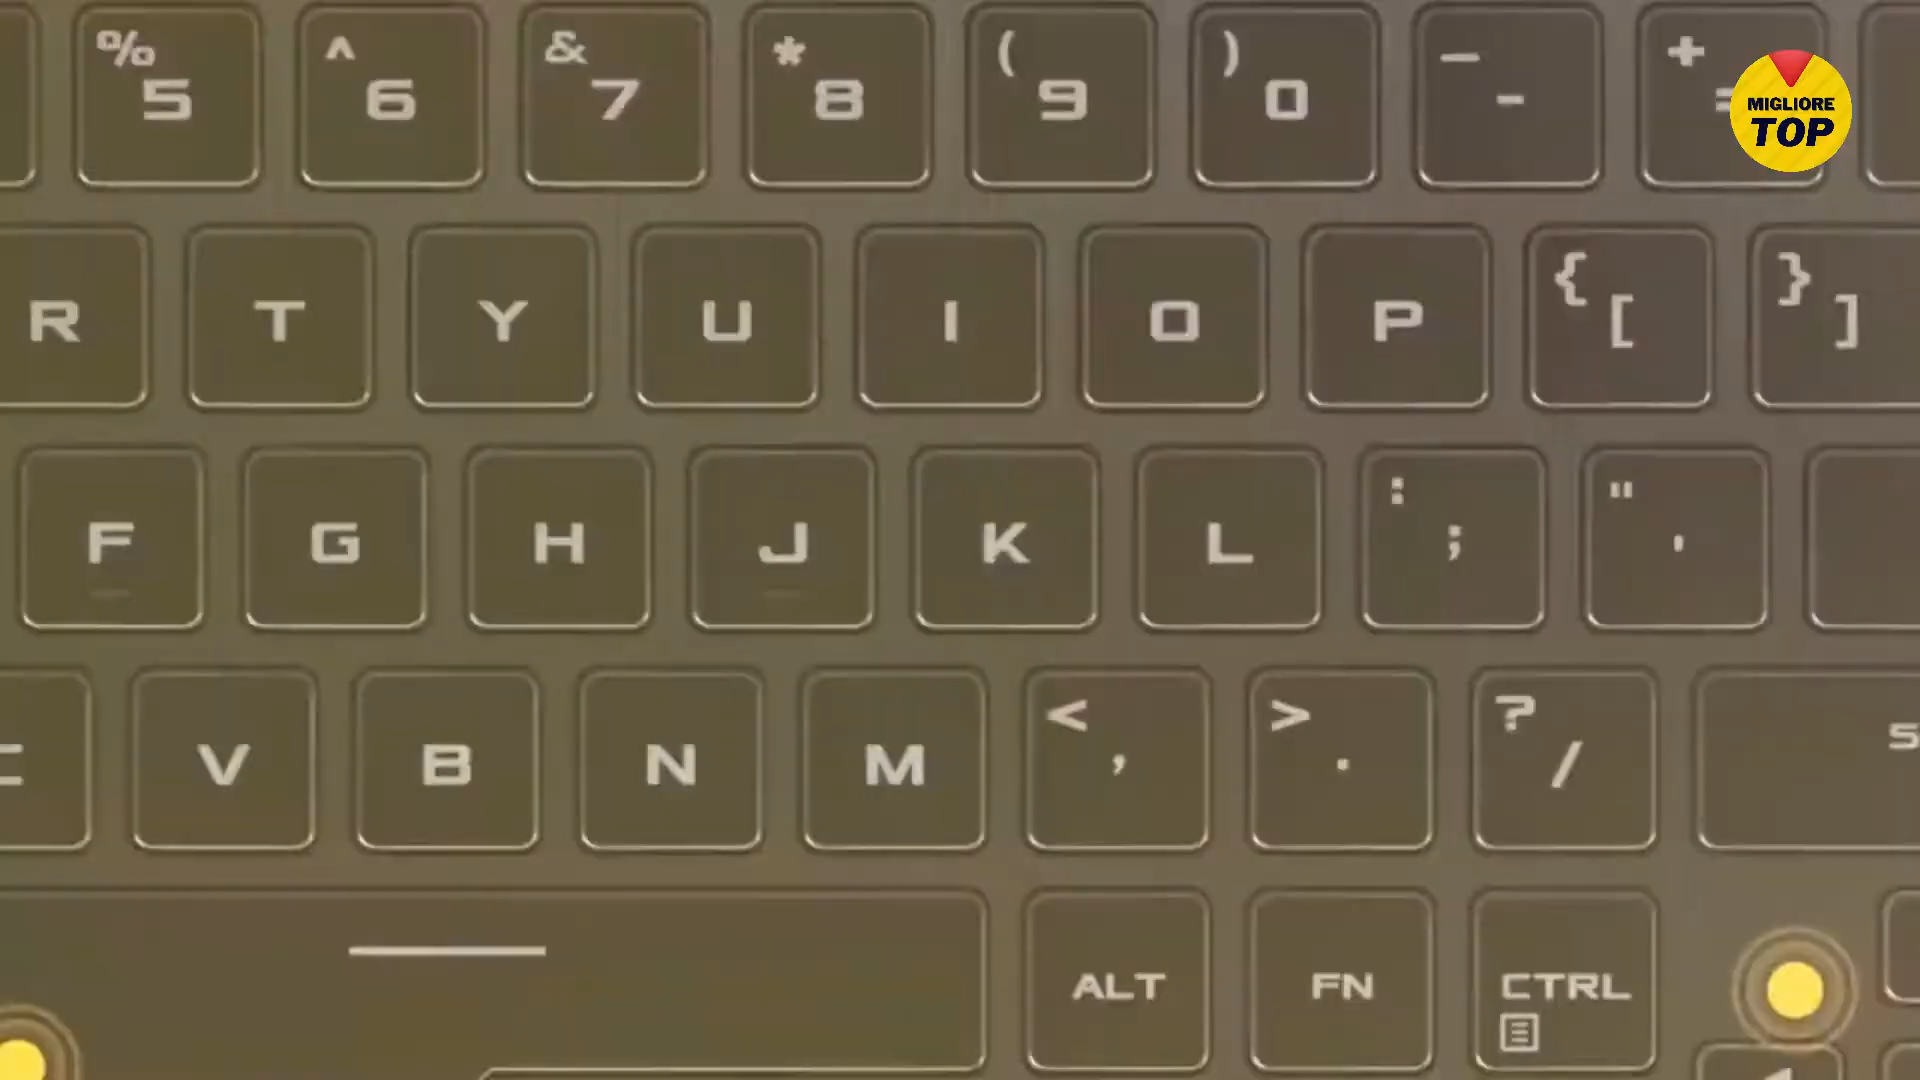 % ^ & * ( ) — +
5 6 7 8 9 0 - =
MIGLIORE
TOP
{ }
R T Y U I O P [ ]
: "
F G H J K L ; '
< > ?
V B N M , . /
ALT FN CTRL